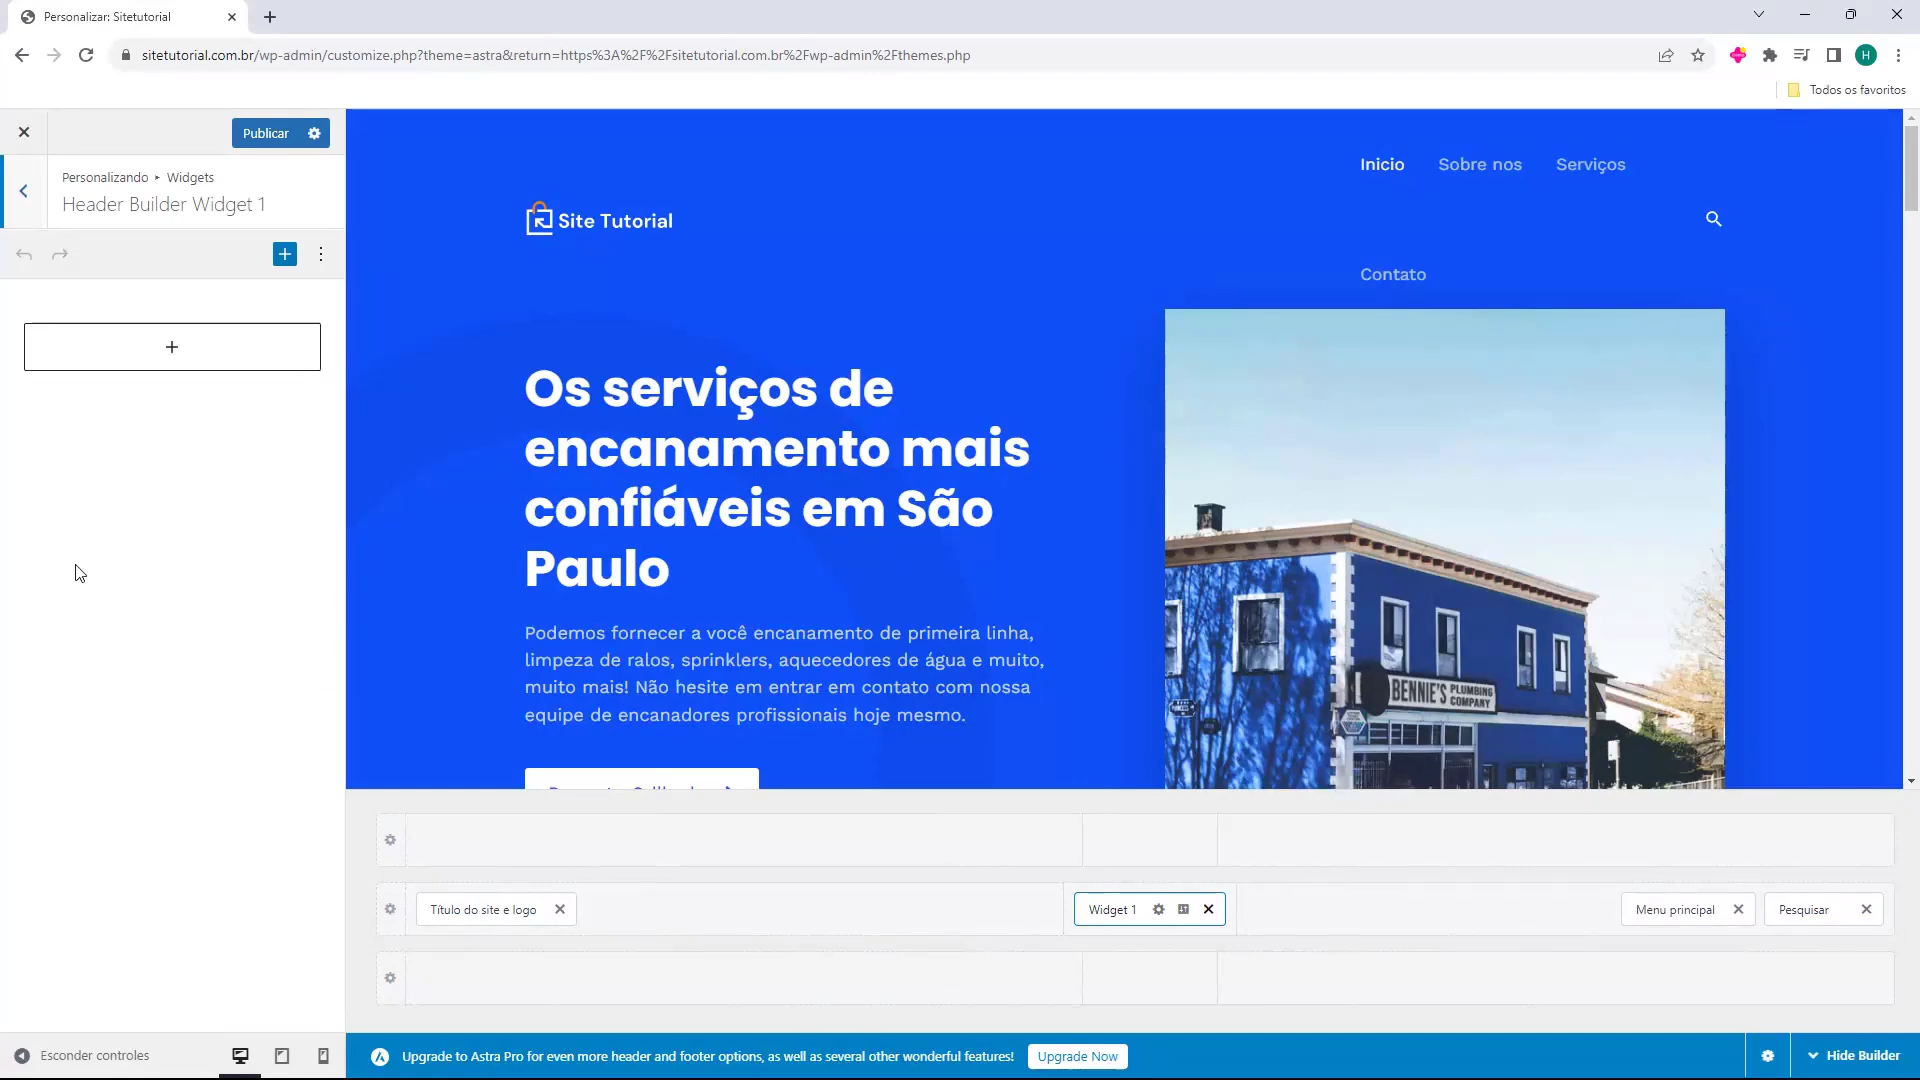 Personalizar: Sitetutorial
sitetutorial.com.br/wp-admin/customize.php?theme=astra&return=https%3A%2F%2Fsitetutorial.com.br%2Fwp-admin%2Fthemes.php
H
Todos os favoritos
Publicar
Personalizando ▸ Widgets
Header Builder Widget 1
Inicio Sobre nos Serviços
Site Tutorial
Contato
Os serviços de
encanamento mais
confiáveis em São
Paulo
Podemos fornecer a você encanamento de primeira linha,
limpeza de ralos, sprinklers, aquecedores de água e muito,
muito mais! Não hesite em entrar em contato com nossa
equipe de encanadores profissionais hoje mesmo.
BENNIE'S PLUMBING
COMPANY
Título do site e logo
Widget 1
Menu principal
Pesquisar
Esconder controles
Upgrade to Astra Pro for even more header and footer options, as well as several other wonderful features!
Upgrade Now
Hide Builder